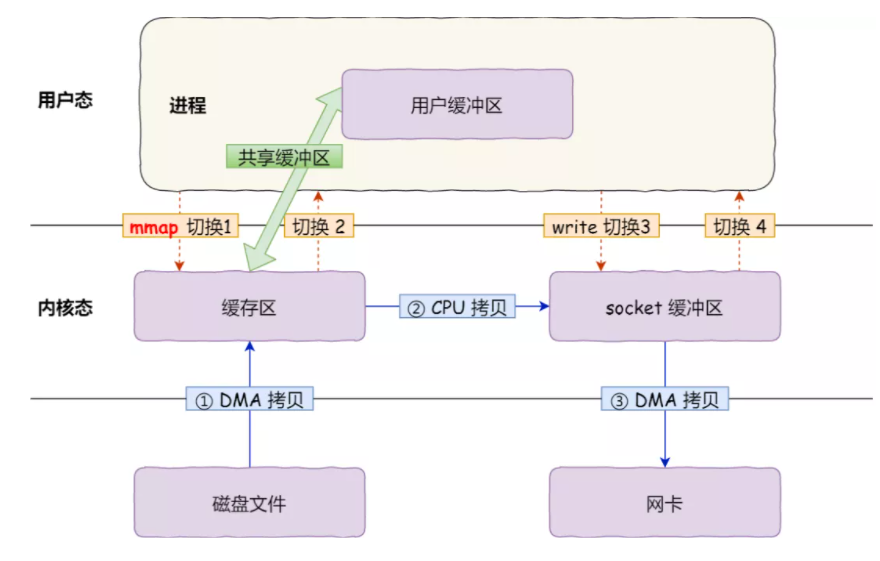 用户态
进程
用户缓冲区
共享缓冲区
mmap 切换1
切换 2
write 切换3
切换 4
内核态
缓存区
② CPU 拷贝
socket 缓冲区
① DMA 拷贝
③ DMA 拷贝
磁盘文件
网卡